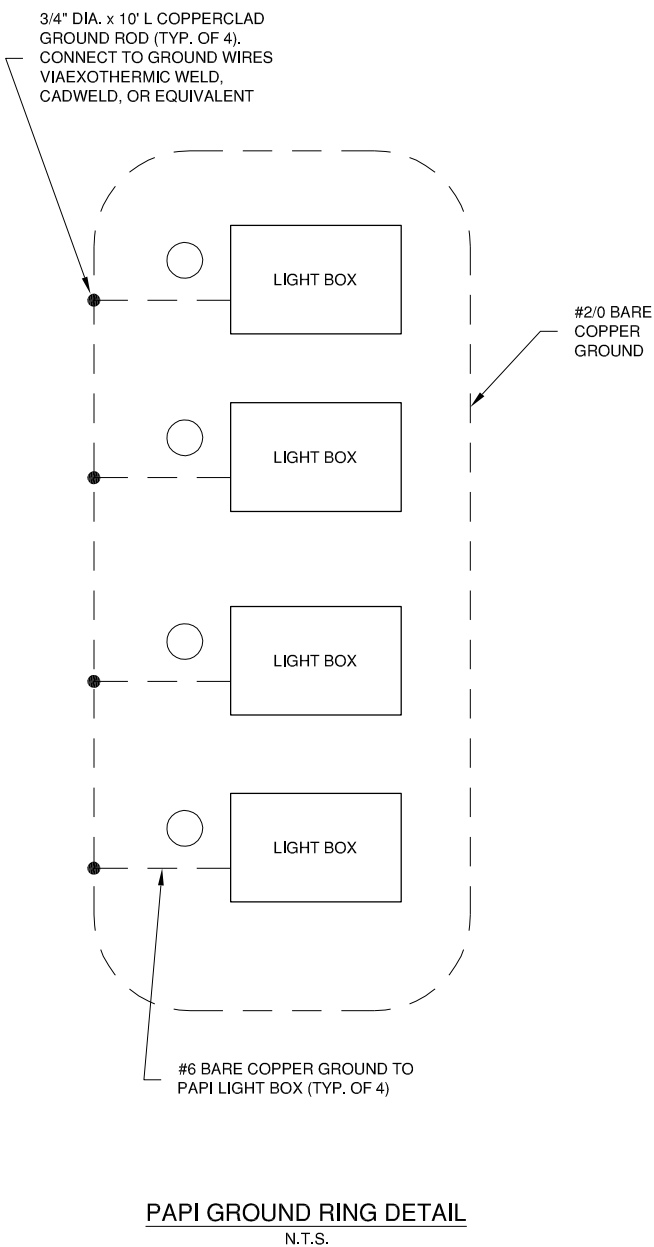 3/4" DIA. x 10' L COPPERCLAD
GROUND ROD (TYP. OF 4).
CONNECT TO GROUND WIRES
VIAEXOTHERMIC WELD,
CADWELD, OR EQUIVALENT
LIGHT BOX
#2/0 BARE
COPPER
GROUND
LIGHT BOX
LIGHT BOX
LIGHT BOX
#6 BARE COPPER GROUND TO
PAPI LIGHT BOX (TYP. OF 4)
PAPI GROUND RING DETAIL
N.T.S.